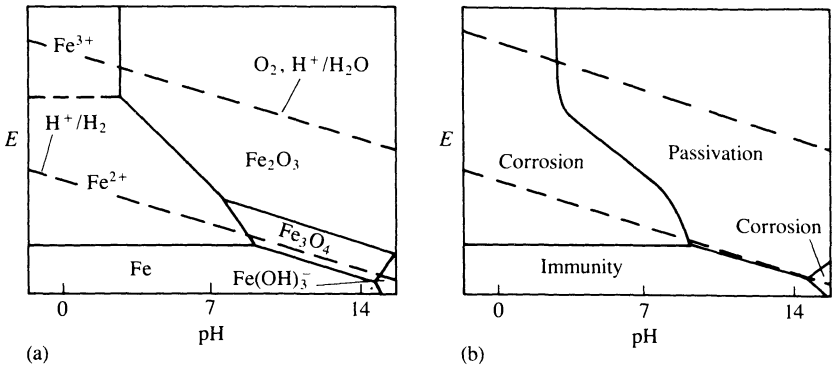 Fe³⁺
O₂, H⁺/H₂O
H⁺/H₂
E
Fe₂O₃
Fe²⁺
Fe₃O₄
Fe
Fe(OH)₃⁻
0
7
14
pH
(a)
E
Corrosion
Passivation
Corrosion
Immunity
0
7
14
pH
(b)